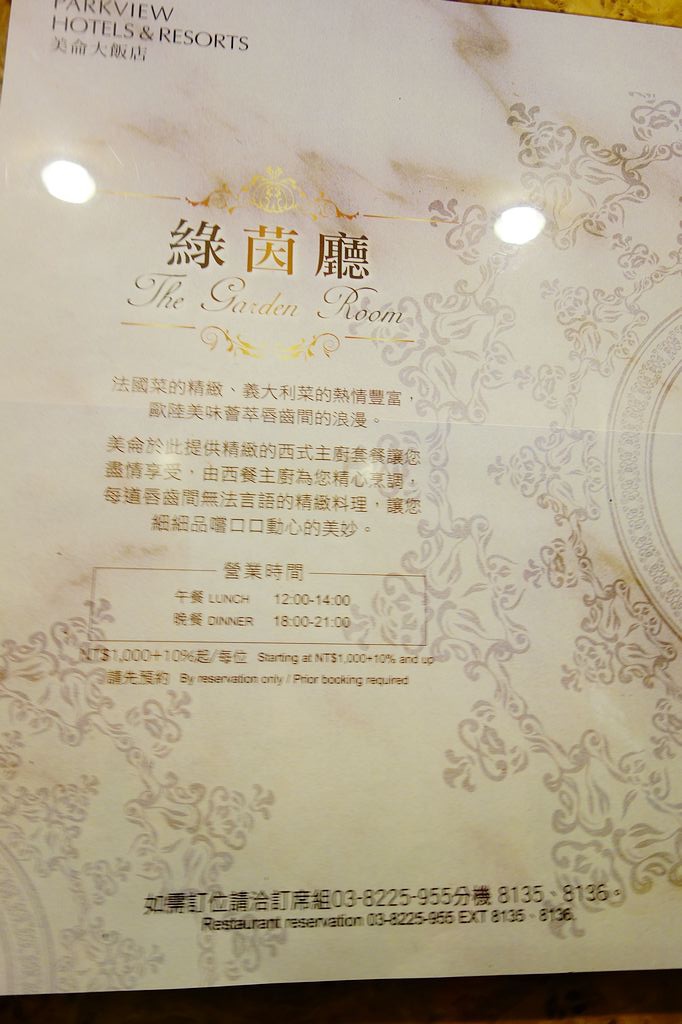 PARKVIEW
HOTELS & RESORTS
美侖大飯店
綠茵廳
The Garden Room
法國菜的精緻、義大利菜的熱情豐富，
歐陸美味薈萃唇齒間的浪漫。
美侖於此提供精緻的西式主廚套餐讓您
盡情享受，由西餐主廚為您精心烹調，
每道唇齒間無法言語的精緻料理，讓您
細細品嚐口口動心的美妙。
營業時間
午餐 LUNCH 12:00-14:00
晚餐 DINNER 18:00-21:00
NT$1,000+10%起/每位 Starting at NT$1,000+10% and up
請先預約 By reservation only / Prior booking required
如需訂位請洽訂席組03-8225-955分機 8135、8136。
Restaurant reservation 03-8225-955 EXT 8135、8136.